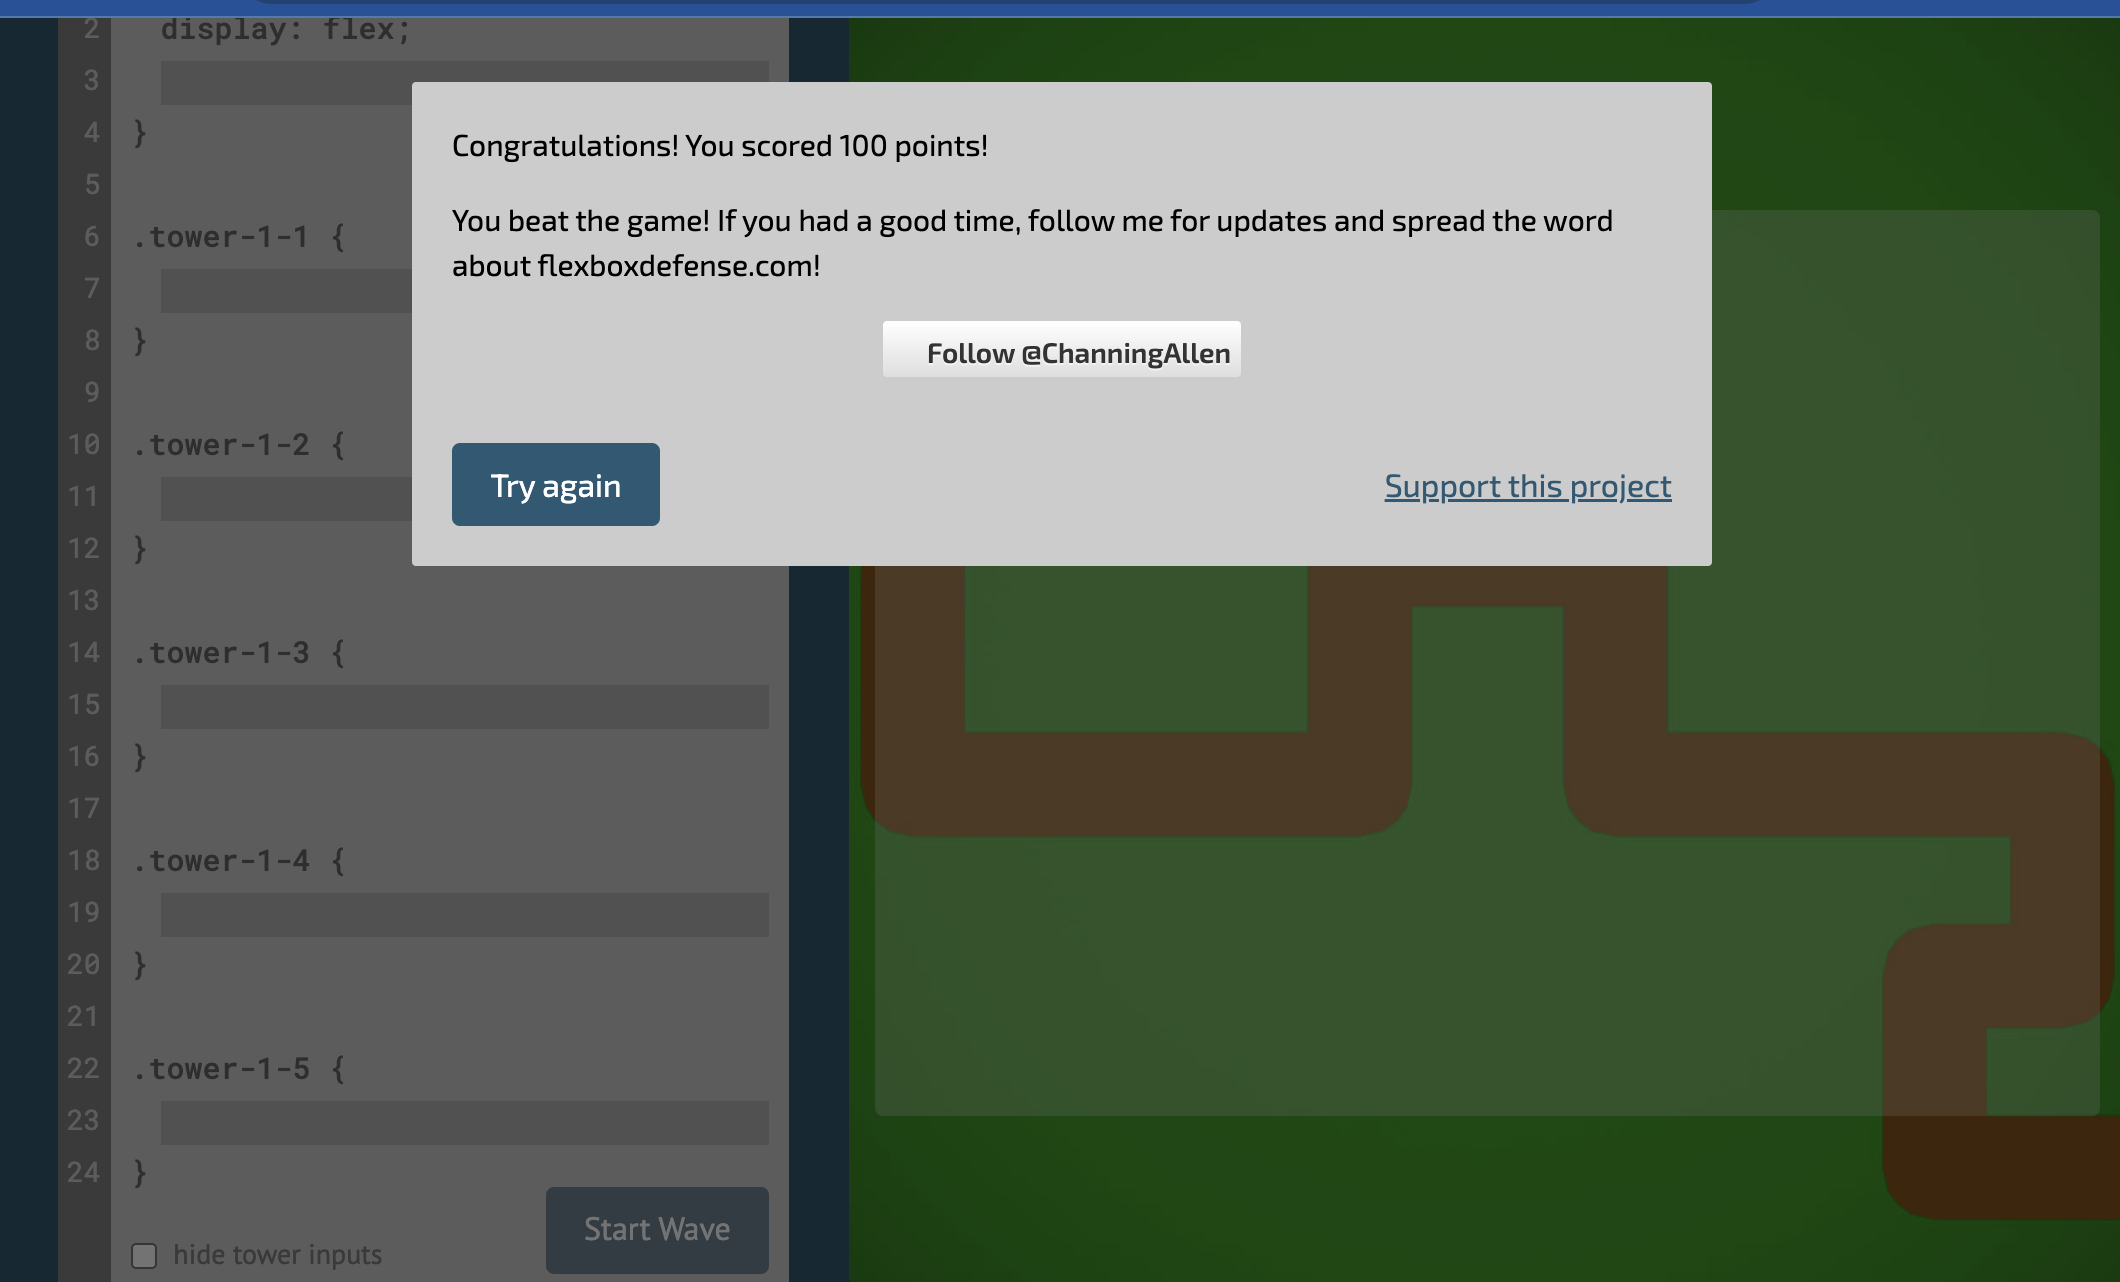 2 display: flex;
3
4 }
5
6 .tower-1-1 {
7
8 }
9
10 .tower-1-2 {
11
12 }
13
14 .tower-1-3 {
15
16 }
17
18 .tower-1-4 {
19
20 }
21
22 .tower-1-5 {
23
24 }
hide tower inputs
Start Wave
Congratulations! You scored 100 points!
You beat the game! If you had a good time, follow me for updates and spread the word
about flexboxdefense.com!
Follow @ChanningAllen
Try again
Support this project